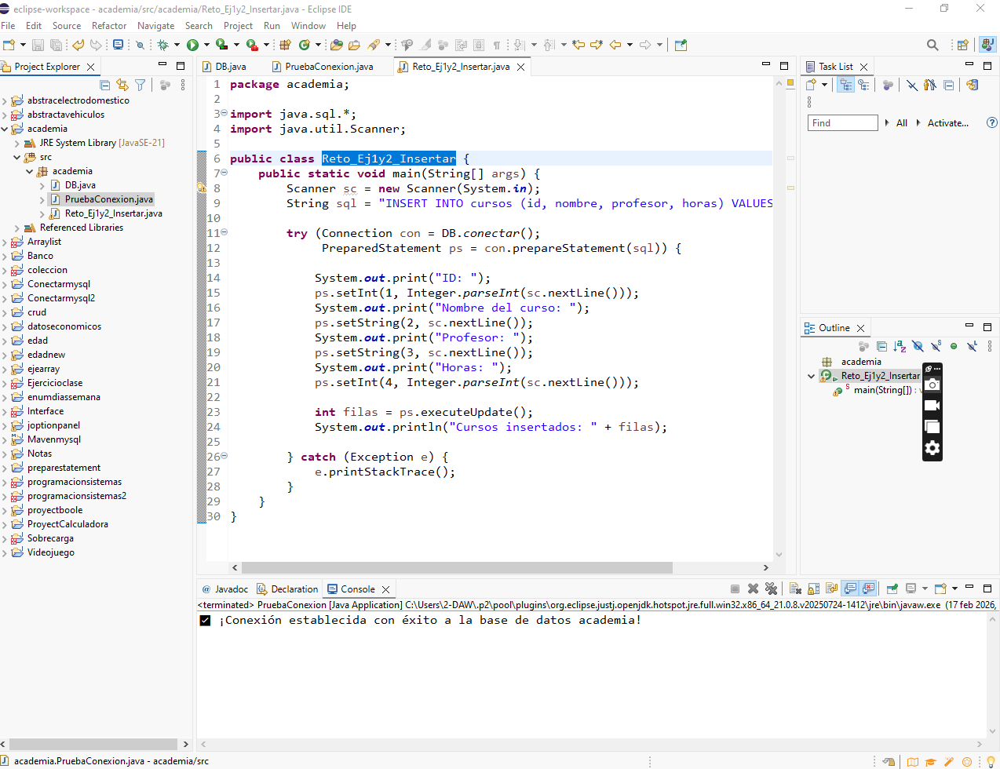 eclipse-workspace - academia/src/academia/Reto_Ej1y2_Insertar.java - Eclipse IDE
File Edit Source Refactor Navigate Search Project Run Window Help
Project Explorer
abstracelectrodomestico
abstractavehiculos
academia
JRE System Library [JavaSE-21]
src
academia
DB.java
PruebaConexion.java
Reto_Ej1y2_Insertar.java
Referenced Libraries
Arraylist
Banco
coleccion
Conectarmysql
Conectarmysql2
crud
datoseconomicos
edad
edadnew
ejearray
Ejercicioclase
enumdiassemana
Interface
joptionpanel
Mavenmysql
Notas
preparestatement
programacionsistemas
programacionsistemas2
proyectboole
ProyectCalculadora
Sobrecarga
Videojuego
DB.java PruebaConexion.java Reto_Ej1y2_Insertar.java
1 package academia;
2
3 import java.sql.*;
4 import java.util.Scanner;
5
6 public class Reto_Ej1y2_Insertar {
7 public static void main(String[] args) {
8 Scanner sc = new Scanner(System.in);
9 String sql = "INSERT INTO cursos (id, nombre, profesor, horas) VALUES
10
11 try (Connection con = DB.conectar();
12 PreparedStatement ps = con.prepareStatement(sql)) {
13
14 System.out.print("ID: ");
15 ps.setInt(1, Integer.parseInt(sc.nextLine()));
16 System.out.print("Nombre del curso: ");
17 ps.setString(2, sc.nextLine());
18 System.out.print("Profesor: ");
19 ps.setString(3, sc.nextLine());
20 System.out.print("Horas: ");
21 ps.setInt(4, Integer.parseInt(sc.nextLine()));
22
23 int filas = ps.executeUpdate();
24 System.out.println("Cursos insertados: " + filas);
25
26 } catch (Exception e) {
27 e.printStackTrace();
28 }
29 }
30 }
Task List
Find All Activate...
Outline
academia
Reto_Ej1y2_Insertar
main(String[]) : v
@ Javadoc Declaration Console
<terminated> PruebaConexion [Java Application] C:\Users\2-DAW\.p2\pool\plugins\org.eclipse.justj.openjdk.hotspot.jre.full.win32.x86_64_21.0.8.v20250724-1412\jre\bin\javaw.exe (17 feb 2026,
¡Conexión establecida con éxito a la base de datos academia!
academia.PruebaConexion.java - academia/src